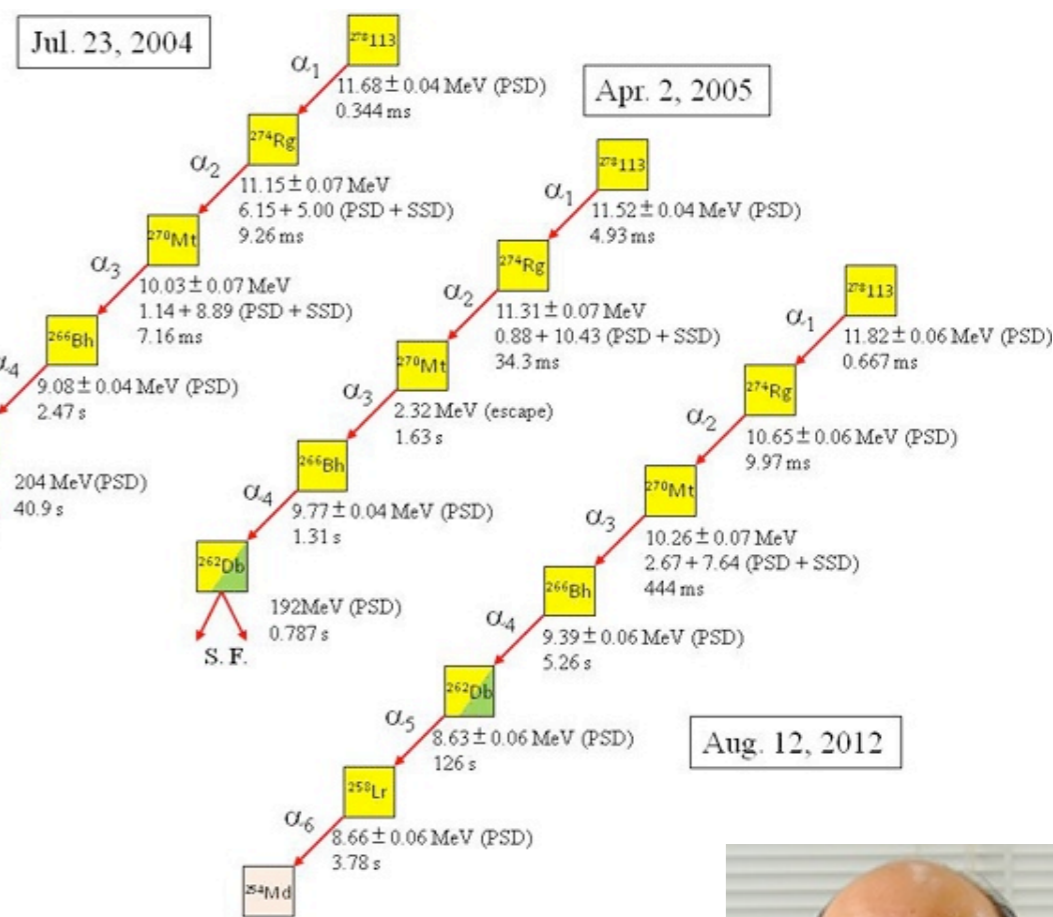 Jul. 23, 2004
²⁷⁸113
α₁
11.68 ± 0.04 MeV (PSD)
0.344 ms
²⁷⁴Rg
α₂
11.15 ± 0.07 MeV
6.15 + 5.00 (PSD + SSD)
9.26 ms
²⁷⁰Mt
α₃
10.03 ± 0.07 MeV
1.14 + 8.89 (PSD + SSD)
7.16 ms
²⁶⁶Bh
α₄
9.08 ± 0.04 MeV (PSD)
2.47 s
204 MeV(PSD)
40.9 s
Apr. 2, 2005
²⁷⁸113
α₁
11.52 ± 0.04 MeV (PSD)
4.93 ms
²⁷⁴Rg
α₂
11.31 ± 0.07 MeV
0.88 + 10.43 (PSD + SSD)
34.3 ms
²⁷⁰Mt
α₃
2.32 MeV (escape)
1.63 s
²⁶⁶Bh
α₄
9.77 ± 0.04 MeV (PSD)
1.31 s
²⁶²Db
192MeV (PSD)
0.787 s
S. F.
²⁷⁸113
α₁
11.82 ± 0.06 MeV (PSD)
0.667 ms
²⁷⁴Rg
α₂
10.65 ± 0.06 MeV (PSD)
9.97 ms
²⁷⁰Mt
α₃
10.26 ± 0.07 MeV
2.67 + 7.64 (PSD + SSD)
444 ms
²⁶⁶Bh
α₄
9.39 ± 0.06 MeV (PSD)
5.26 s
²⁶²Db
α₅
8.63 ± 0.06 MeV (PSD)
126 s
²⁵⁸Lr
α₆
8.66 ± 0.06 MeV (PSD)
3.78 s
²⁵⁴Md
Aug. 12, 2012